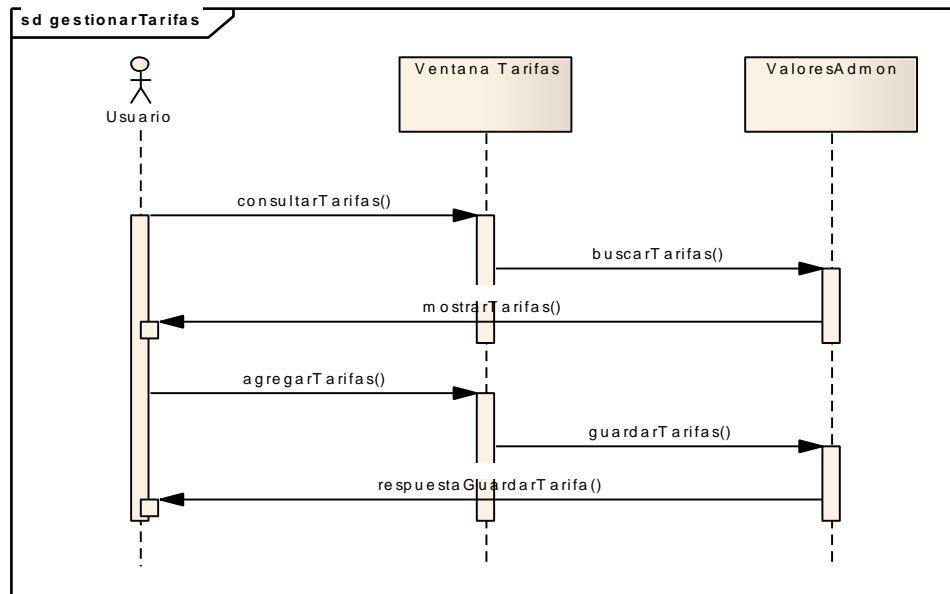 sd gestionarTarifas
Usuario
Ventana Tarifas
ValoresAdmon
consultarTarifas()
buscarTarifas()
mostrarTarifas()
agregarTarifas()
guardarTarifas()
respuestaGuardarTarifa()